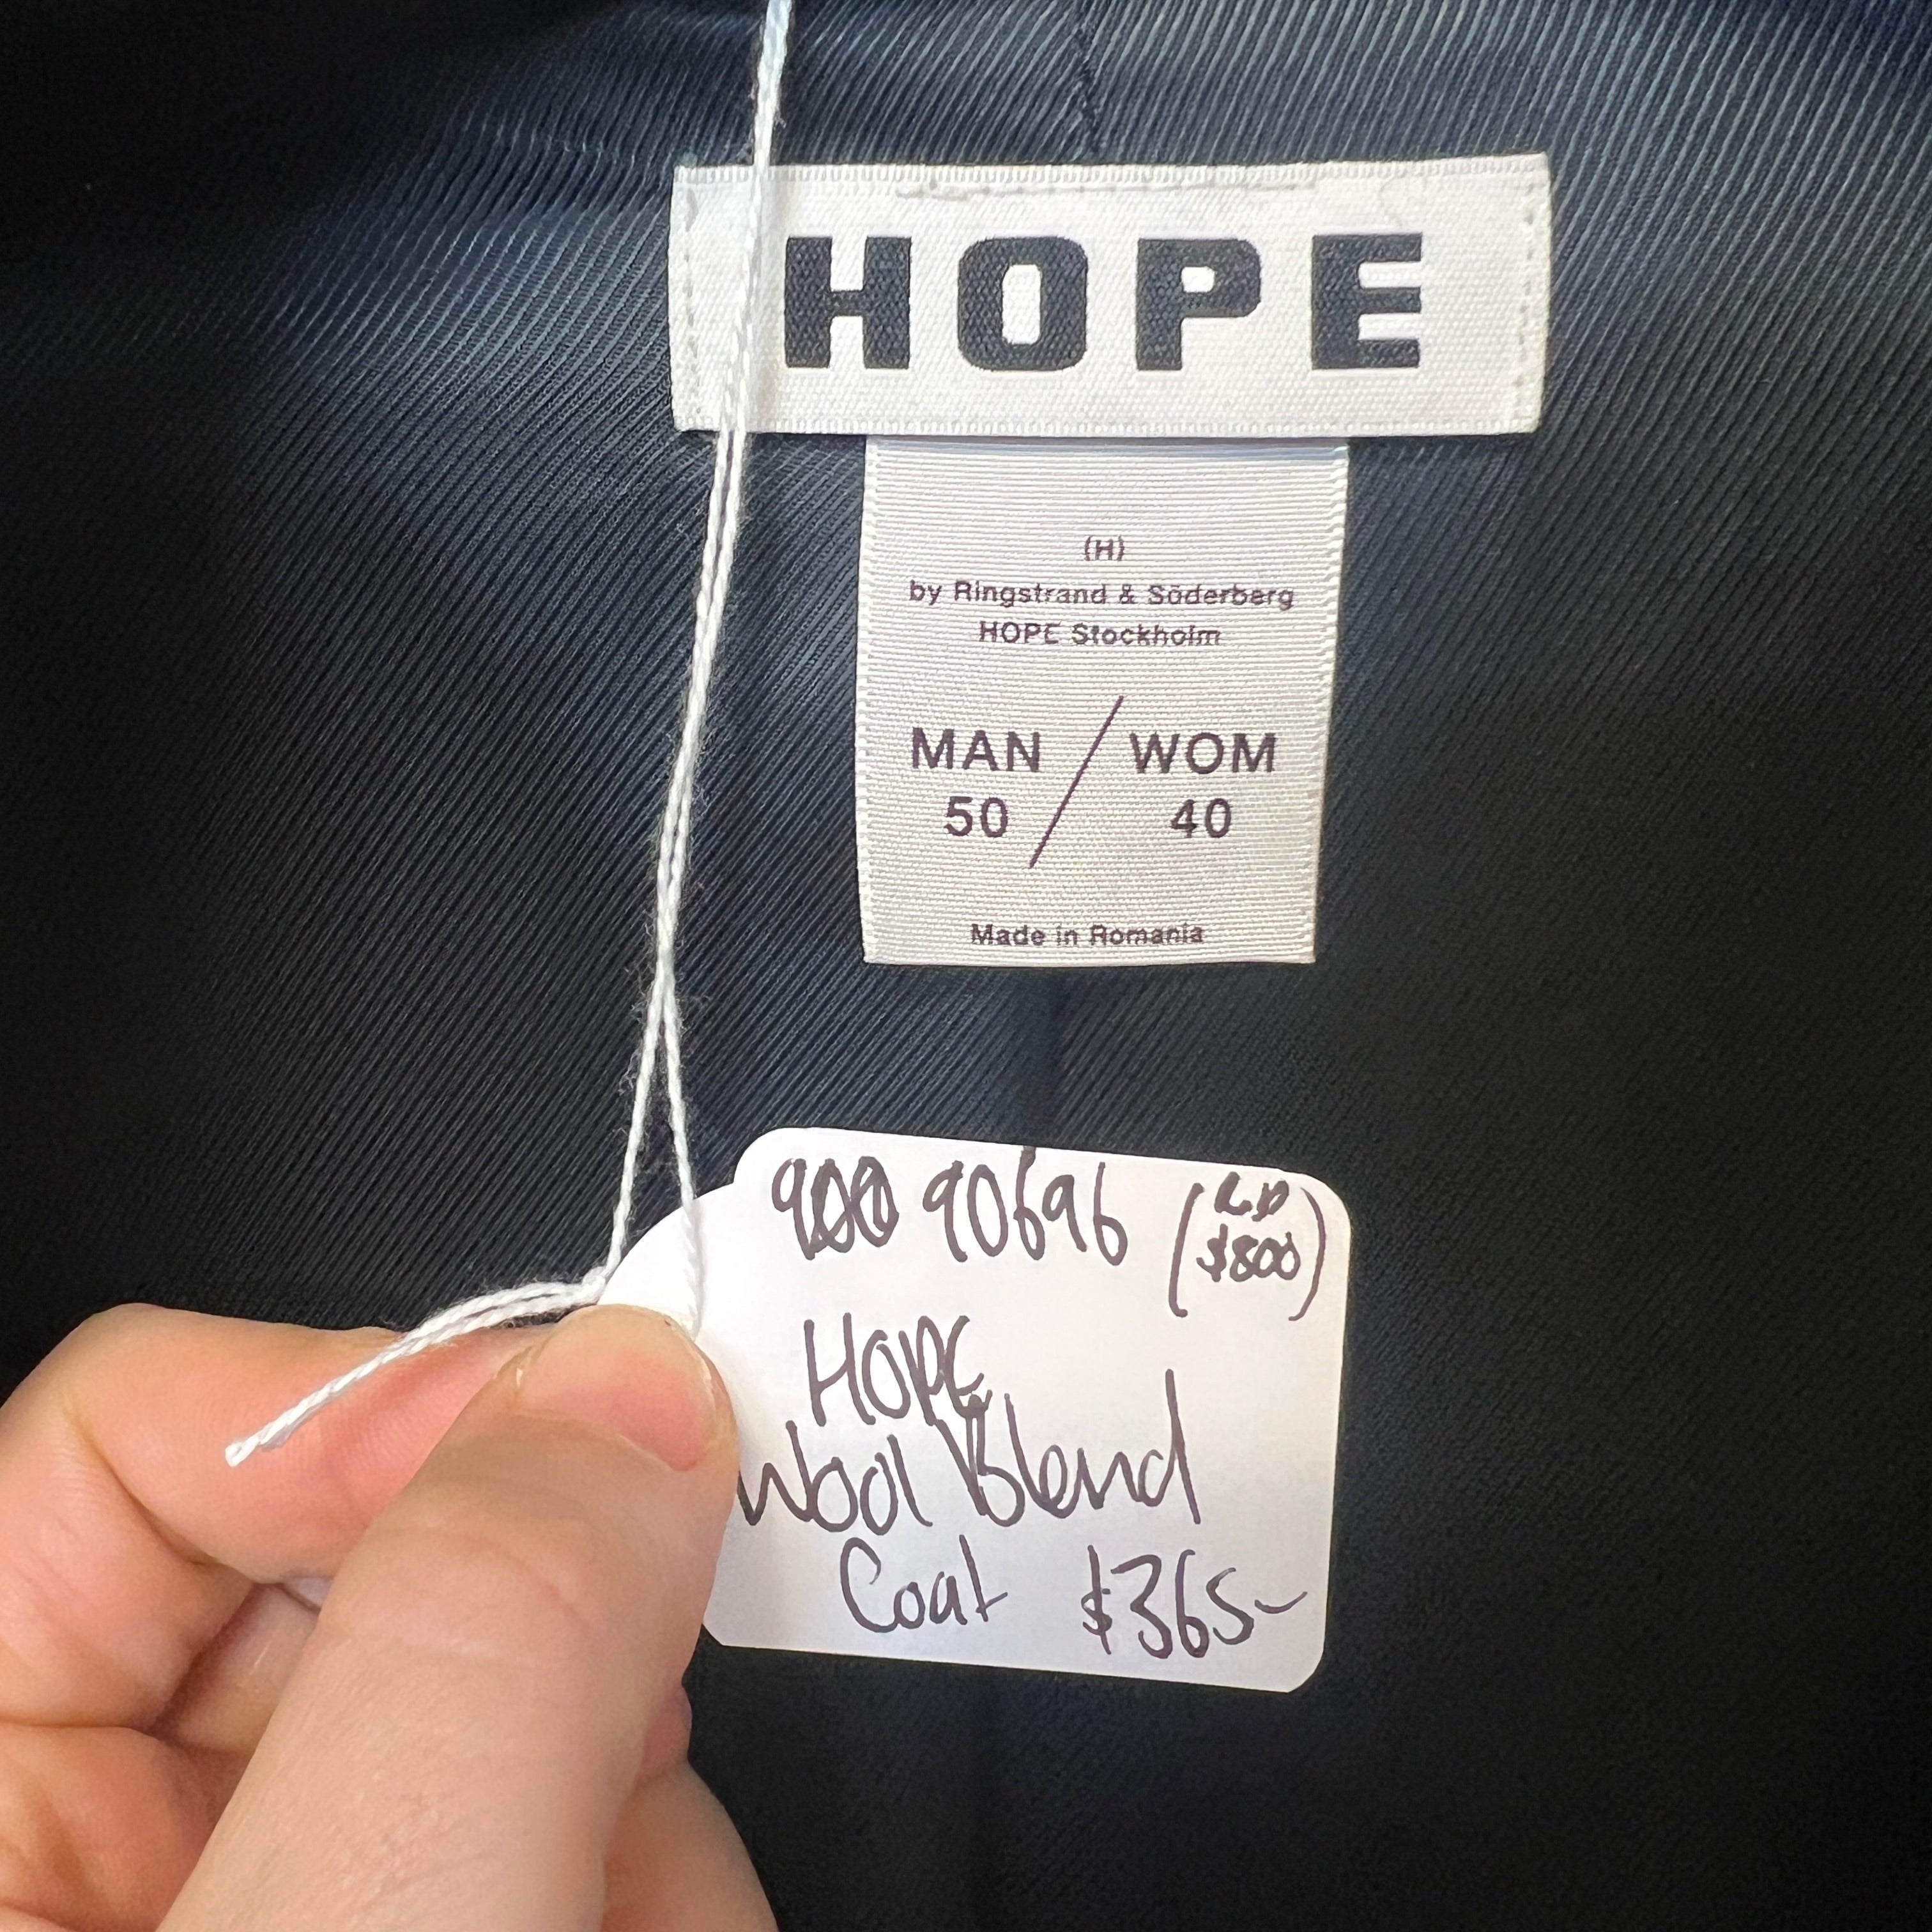 HOPE
(H)
by Ringstrand & Söderberg
HOPE Stockholm
MAN / WOM
50 / 40
Made in Romania
90696 (
$800)
Hope
Wool Blend
Coat $365-